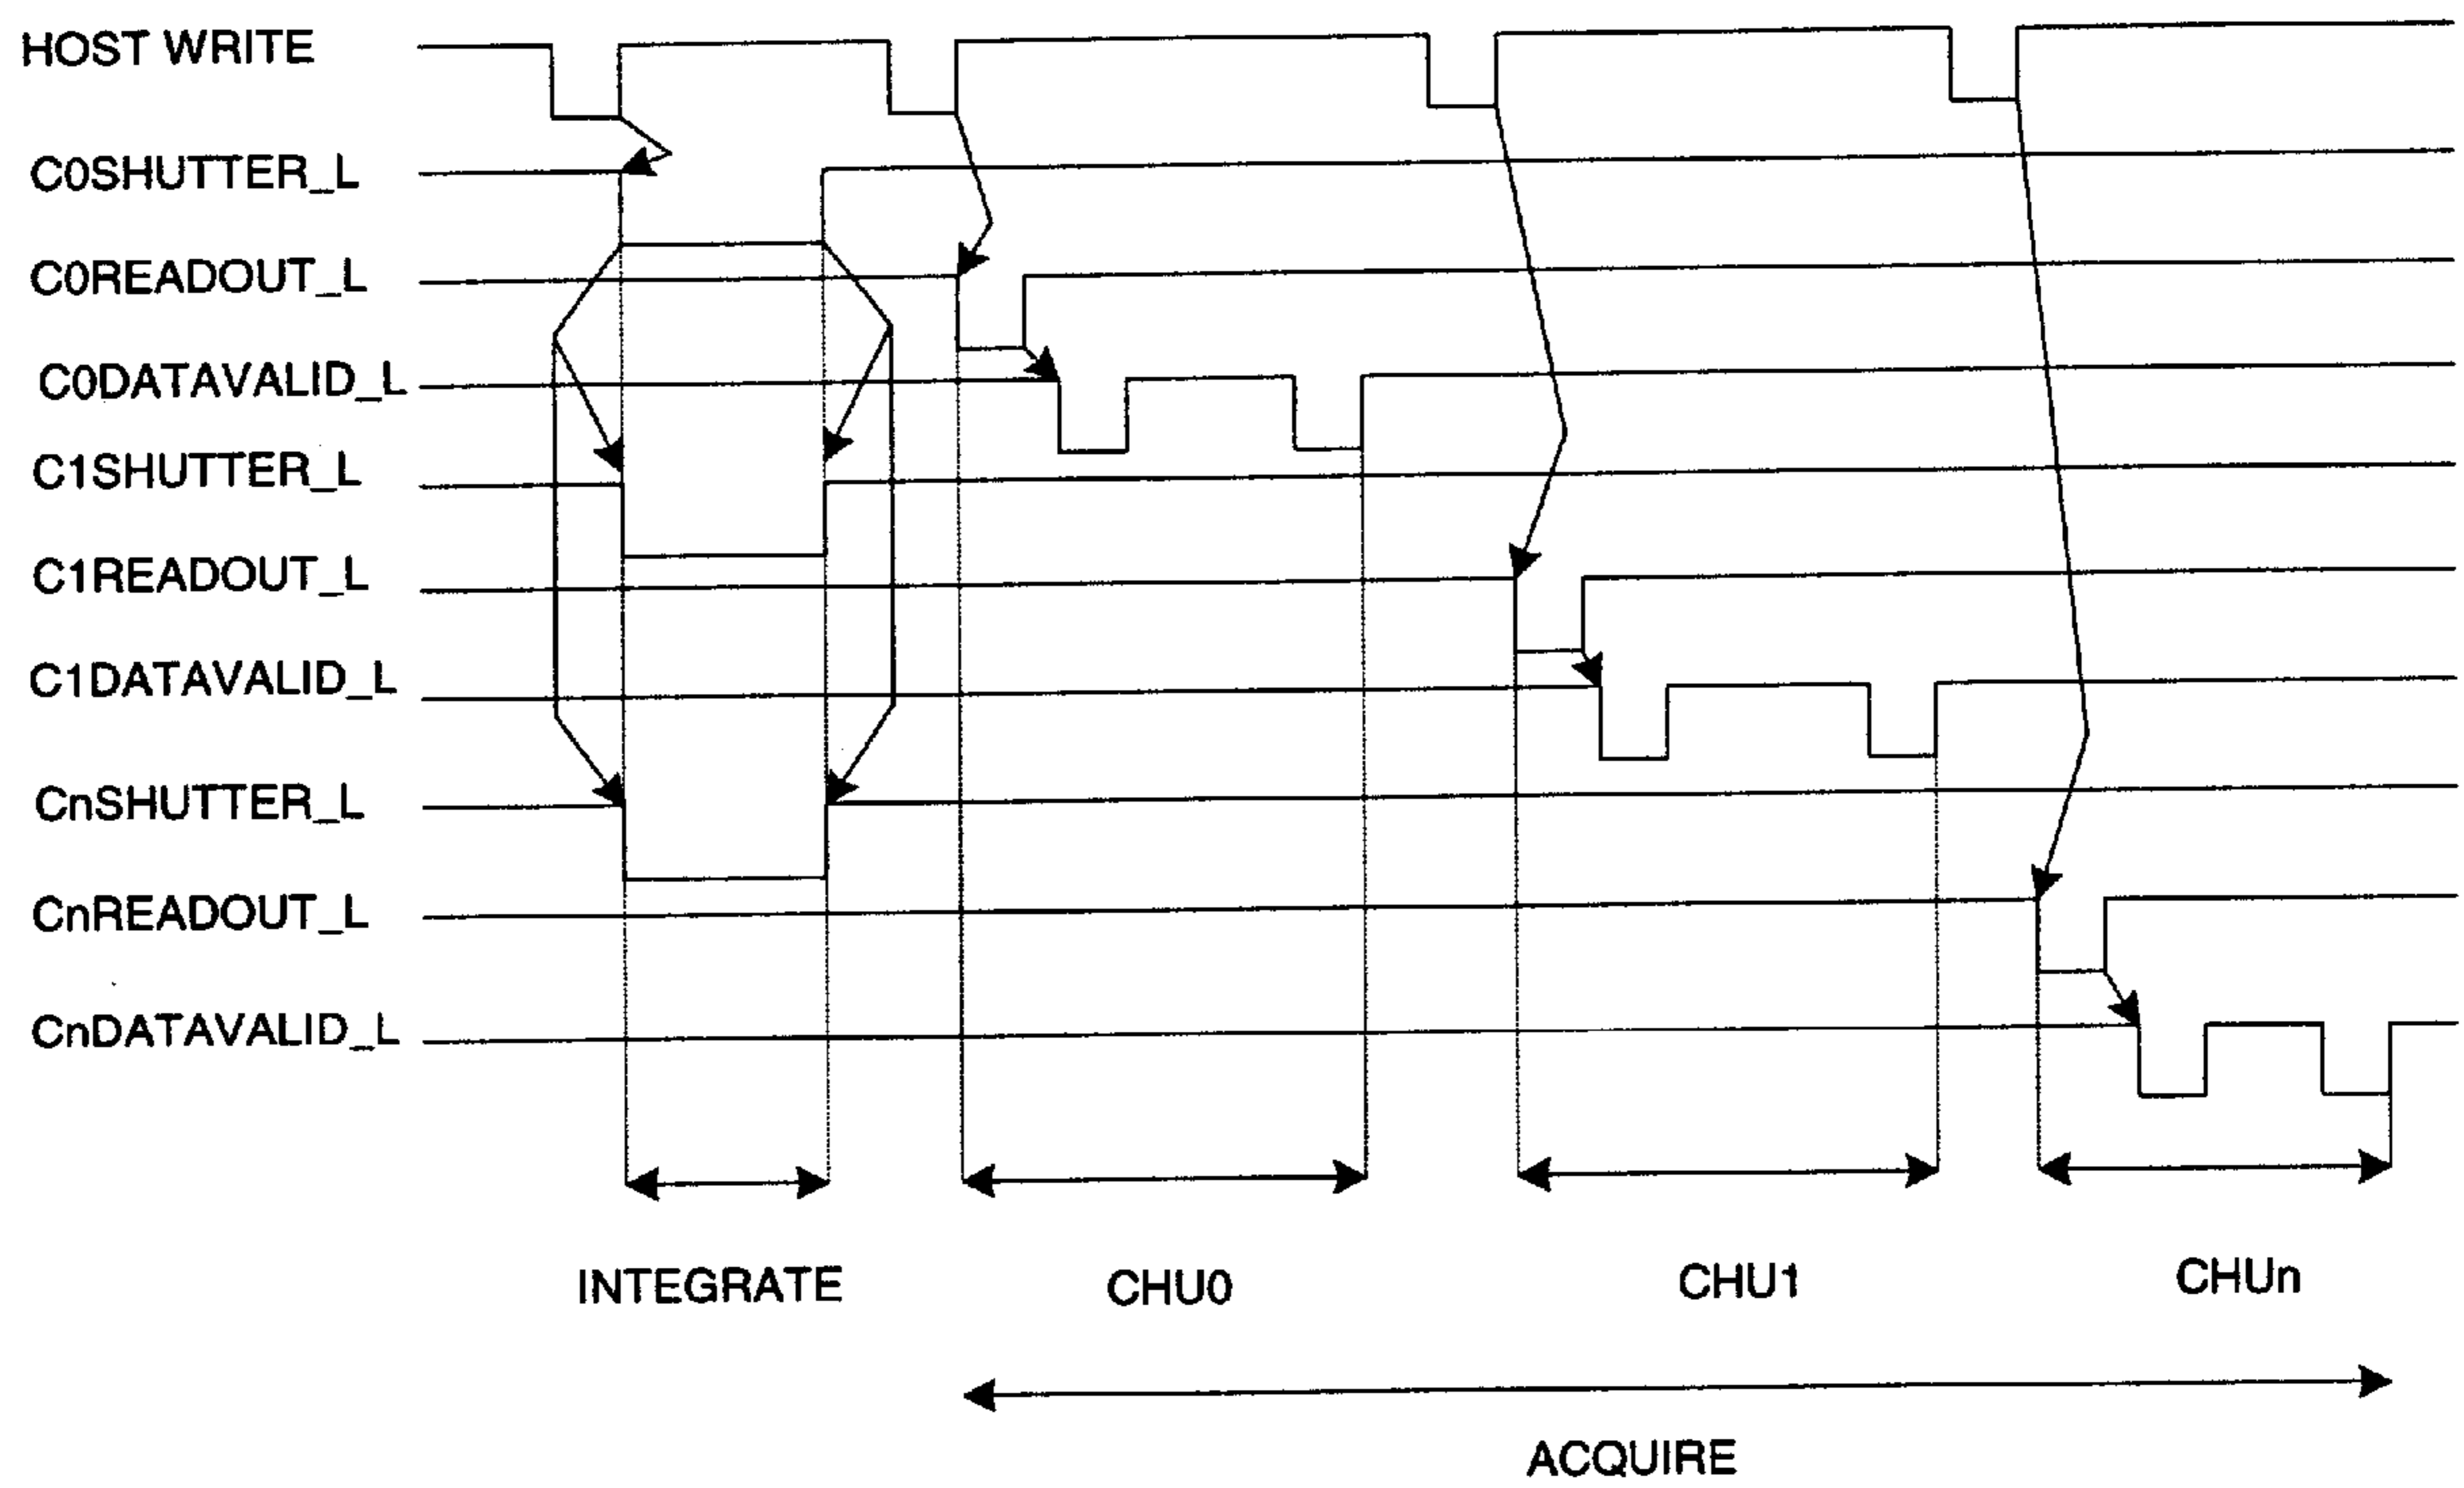 HOST WRITE
C0SHUTTER_L
C0READOUT_L
C0DATAVALID_L
C1SHUTTER_L
C1READOUT_L
C1DATAVALID_L
CnSHUTTER_L
CnREADOUT_L
CnDATAVALID_L
INTEGRATE CHU0 CHU1 CHUn
ACQUIRE